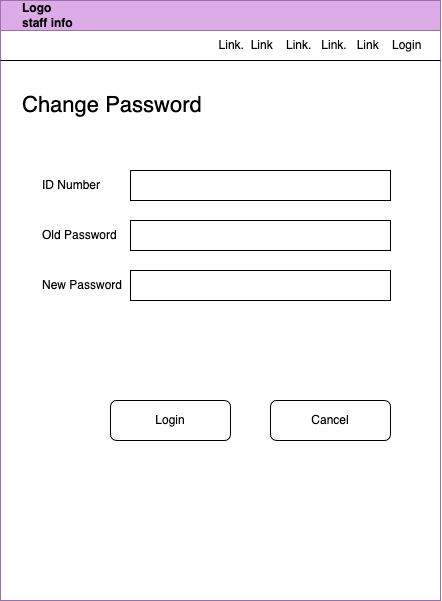 Logo
staff info
Link. Link Link. Link. Link Login
Change Password
ID Number
Old Password
New Password
Login Cancel